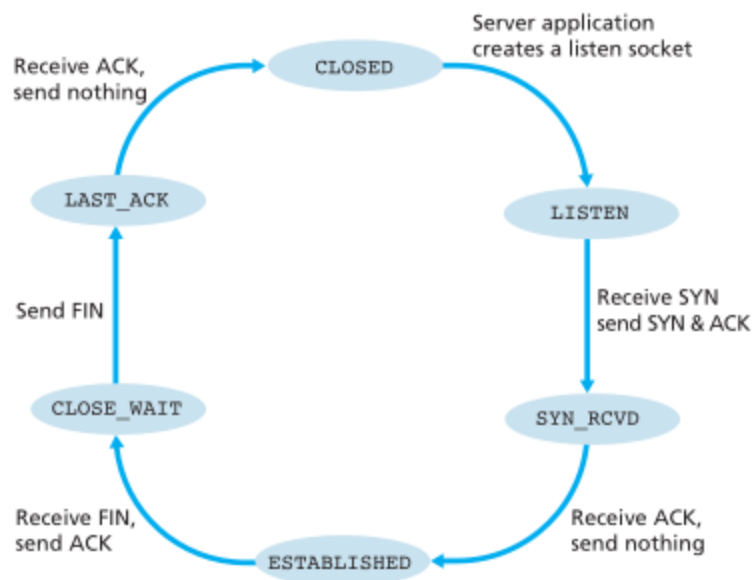 Server application
creates a listen socket
CLOSED
Receive ACK,
send nothing
LAST_ACK
LISTEN
Receive SYN
send SYN & ACK
Send FIN
CLOSE_WAIT
SYN_RCVD
Receive FIN,
send ACK
Receive ACK,
send nothing
ESTABLISHED